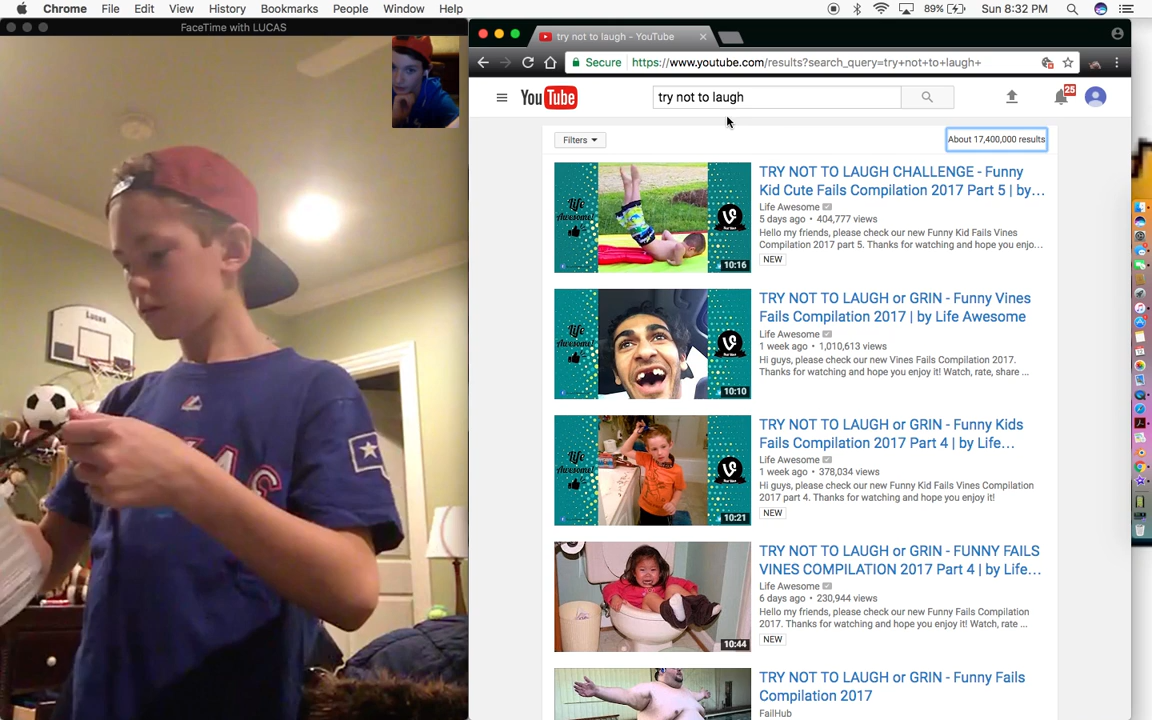 Chrome File Edit View History Bookmarks People Window Help
89% Sun 8:32 PM
FaceTime with LUCAS
try not to laugh - YouTube
Secure https://www.youtube.com/results?search_query=try+not+to+laugh+
YouTube
try not to laugh
25
Filters
About 17,400,000 results
Lucas
Life
Awesome!
10:16
TRY NOT TO LAUGH CHALLENGE - Funny
Kid Cute Fails Compilation 2017 Part 5 | by...
Life Awesome
5 days ago • 404,777 views
Hello my friends, please check our new Funny Kid Fails Vines
Compilation 2017 part 5. Thanks for watching and hope you enjo...
NEW
Life
Awesome!
10:10
TRY NOT TO LAUGH or GRIN - Funny Vines
Fails Compilation 2017 | by Life Awesome
Life Awesome
1 week ago • 1,010,613 views
Hi guys, please check our new Vines Fails Compilation 2017.
Thanks for watching and hope you enjoy it! Watch, rate, share ...
Life
Awesome!
10:21
TRY NOT TO LAUGH or GRIN - Funny Kids
Fails Compilation 2017 Part 4 | by Life...
Life Awesome
1 week ago • 378,034 views
Hi guys, please check our new Funny Kid Fails Vines Compilation
2017 part 4. Thanks for watching and hope you enjoy it!
NEW
10:44
TRY NOT TO LAUGH or GRIN - FUNNY FAILS
VINES COMPILATION 2017 Part 4 | by Life...
Life Awesome
6 days ago • 230,944 views
Hello my friends, please check our new Funny Fails Compilation
2017. Thanks for watching and hope you enjoy it! Watch, rate ...
NEW
TRY NOT TO LAUGH or GRIN - Funny Fails
Compilation 2017
FailHub